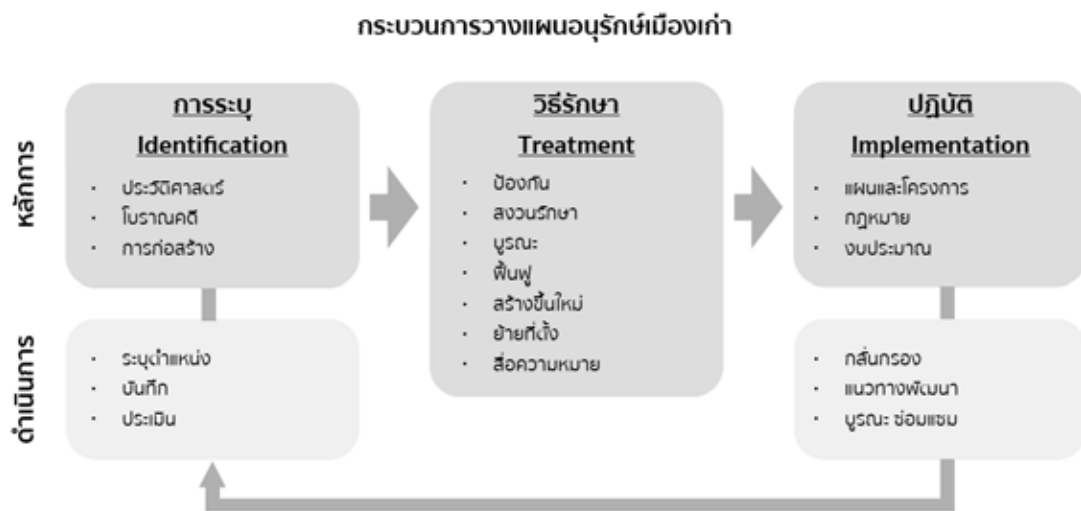 กระบวนการวางแผนอนุรักษ์เมืองเก่า
หลักการ
การระบุ
Identification
· ประวัติศาสตร์
· โบราณคดี
· การก่อสร้าง
วิธีรักษา
Treatment
· ป้องกัน
· สงวนรักษา
· บูรณะ
· ฟื้นฟู
· สร้างขึ้นใหม่
· ย้ายที่ตั้ง
· สื่อความหมาย
ปฏิบัติ
Implementation
· แผนและโครงการ
· กฎหมาย
· งบประมาณ
ดำเนินการ
· ระบุตำแหน่ง
· บันทึก
· ประเมิน
· กลั่นกรอง
· แนวทางพัฒนา
· บูรณะ ซ่อมแซม